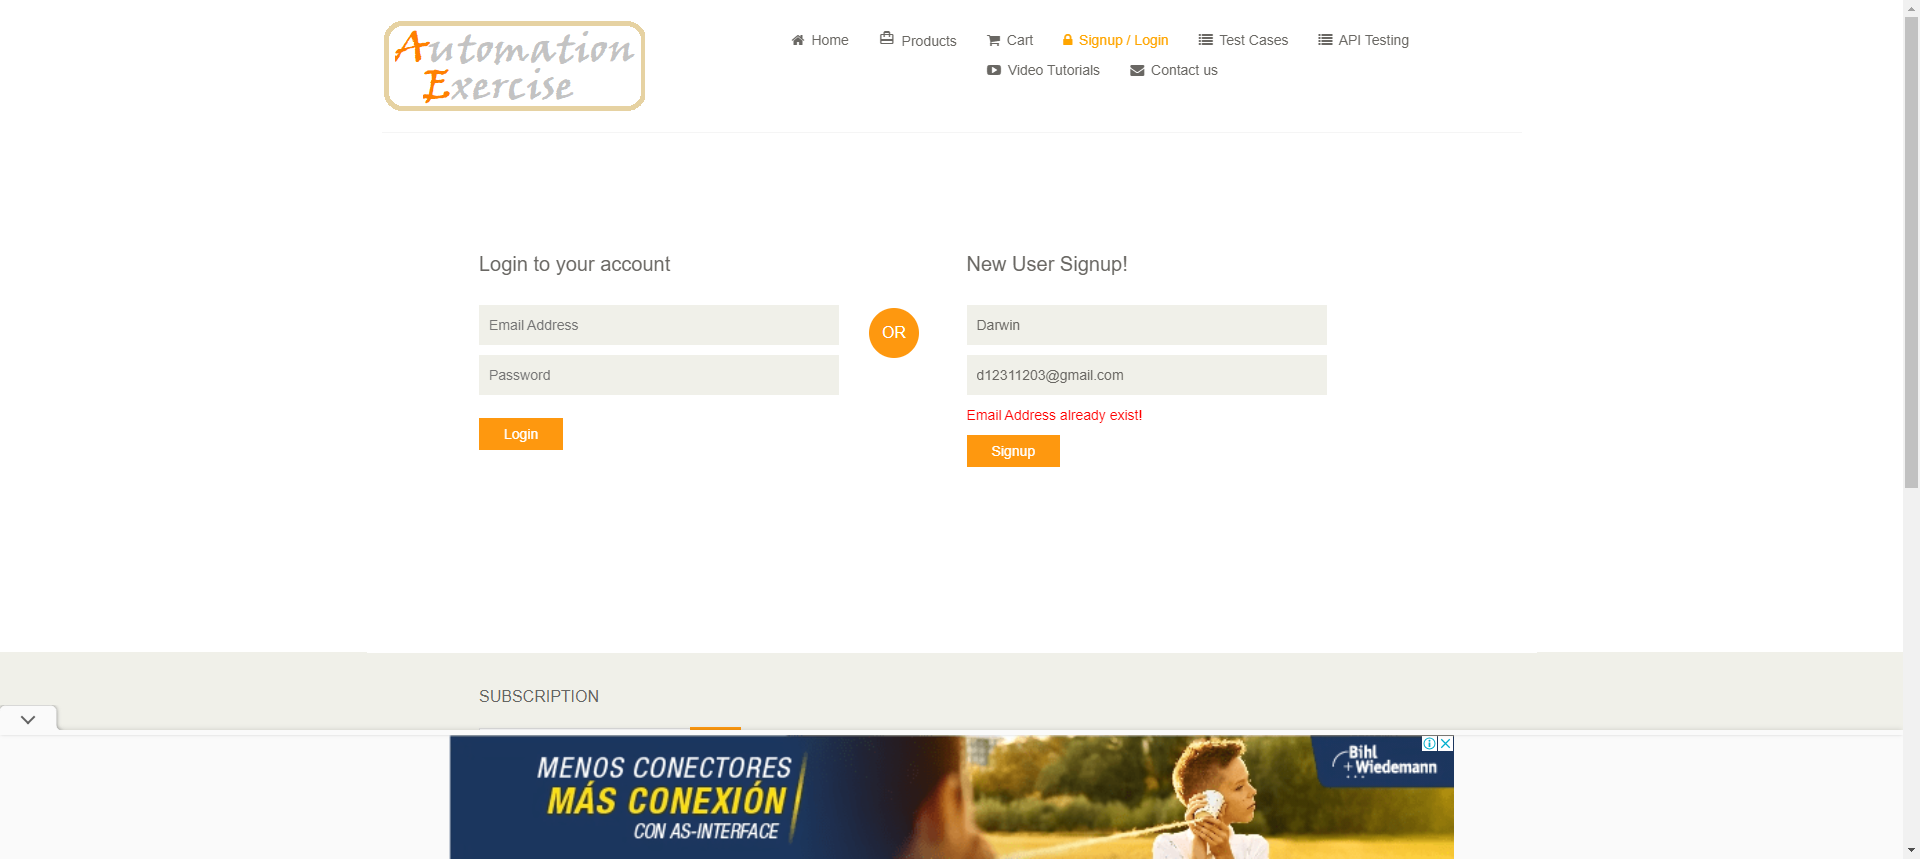 Automation
Exercise
Home
Products
Cart
Signup / Login
Test Cases
API Testing
Video Tutorials
Contact us
Login to your account
Email Address
Password
Login
OR
New User Signup!
Darwin
d12311203@gmail.com
Email Address already exist!
Signup
SUBSCRIPTION
MENOS CONECTORES
MÁS CONEXIÓN
CON AS-INTERFACE
Bihl
+Wiedemann